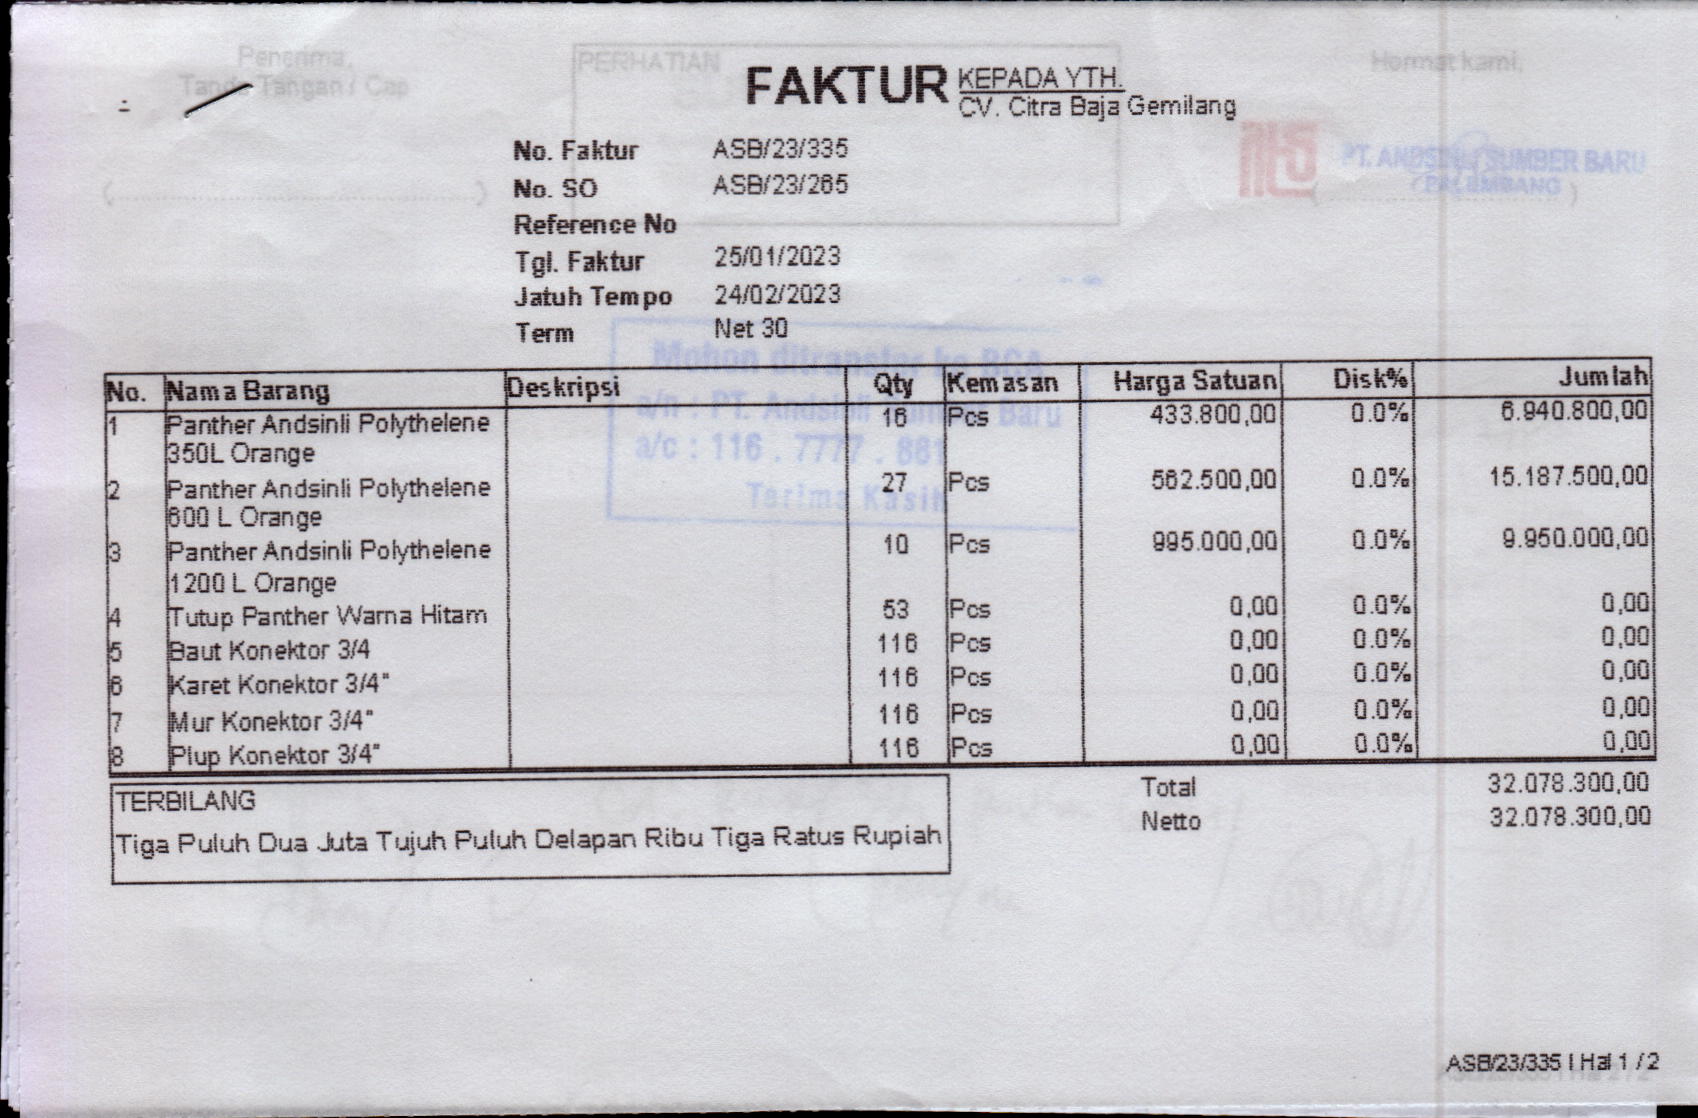 Penerima,
Tanda Tangan / Cap
PERHATIAN
Hormat kami,
FAKTUR
KEPADA YTH.
CV. Citra Baja Gemilang
PT. ANDSINLI SUMBER BARU
(PALEMBANG)
No. Faktur ASB/23/335
No. SO ASB/23/265
Reference No
Tgl. Faktur 25/01/2023
Jatuh Tempo 24/02/2023
Term Net 30
Mohon ditransfer ke BCA
a/n : PT. Andsinli Sumber Baru
a/c : 116 . 7777 . 881
Terima Kasih
No. Nama Barang Deskripsi Qty Kemasan Harga Satuan Disk% Jumlah
1 Panther Andsinli Polythelene 16 Pcs 433.800,00 0.0% 6.940.800,00
350L Orange
2 Panther Andsinli Polythelene 27 Pcs 562.500,00 0.0% 15.187.500,00
600 L Orange
3 Panther Andsinli Polythelene 10 Pcs 995.000,00 0.0% 9.950.000,00
1200 L Orange
4 Tutup Panther Warna Hitam 53 Pcs 0,00 0.0% 0,00
5 Baut Konektor 3/4 116 Pcs 0,00 0.0% 0,00
6 Karet Konektor 3/4" 116 Pcs 0,00 0.0% 0,00
7 Mur Konektor 3/4" 116 Pcs 0,00 0.0% 0,00
8 Plup Konektor 3/4" 116 Pcs 0,00 0.0% 0,00
Total 32.078.300,00
Netto 32.078.300,00
TERBILANG
Tiga Puluh Dua Juta Tujuh Puluh Delapan Ribu Tiga Ratus Rupiah
ASB/23/335 | Hal 1 / 2